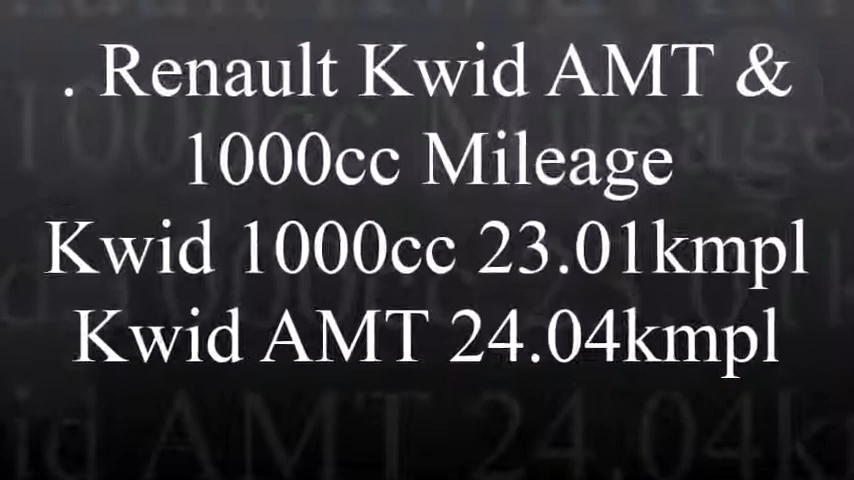 . Renault Kwid AMT &
1000cc Mileage
Kwid 1000cc 23.01kmpl
Kwid AMT 24.04kmpl